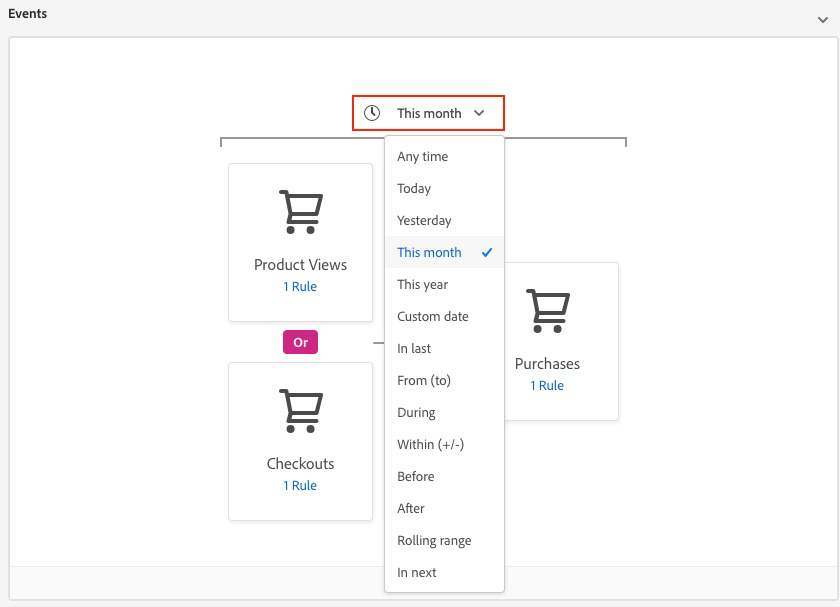 Events
This month
Any time
Today
Yesterday
This month
This year
Custom date
In last
From (to)
During
Within (+/-)
Before
After
Rolling range
In next
Product Views
1 Rule
Or
Checkouts
1 Rule
Purchases
1 Rule